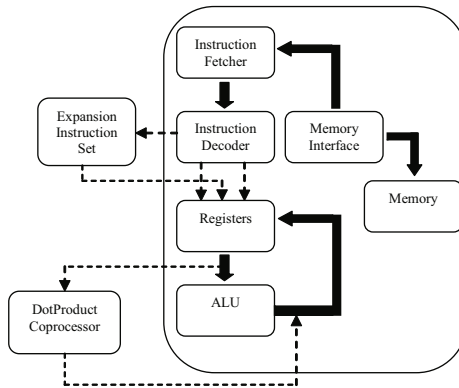 Instruction
Fetcher
Expansion
Instruction
Set
Instruction
Decoder
Memory
Interface
Memory
Registers
DotProduct
Coprocessor
ALU